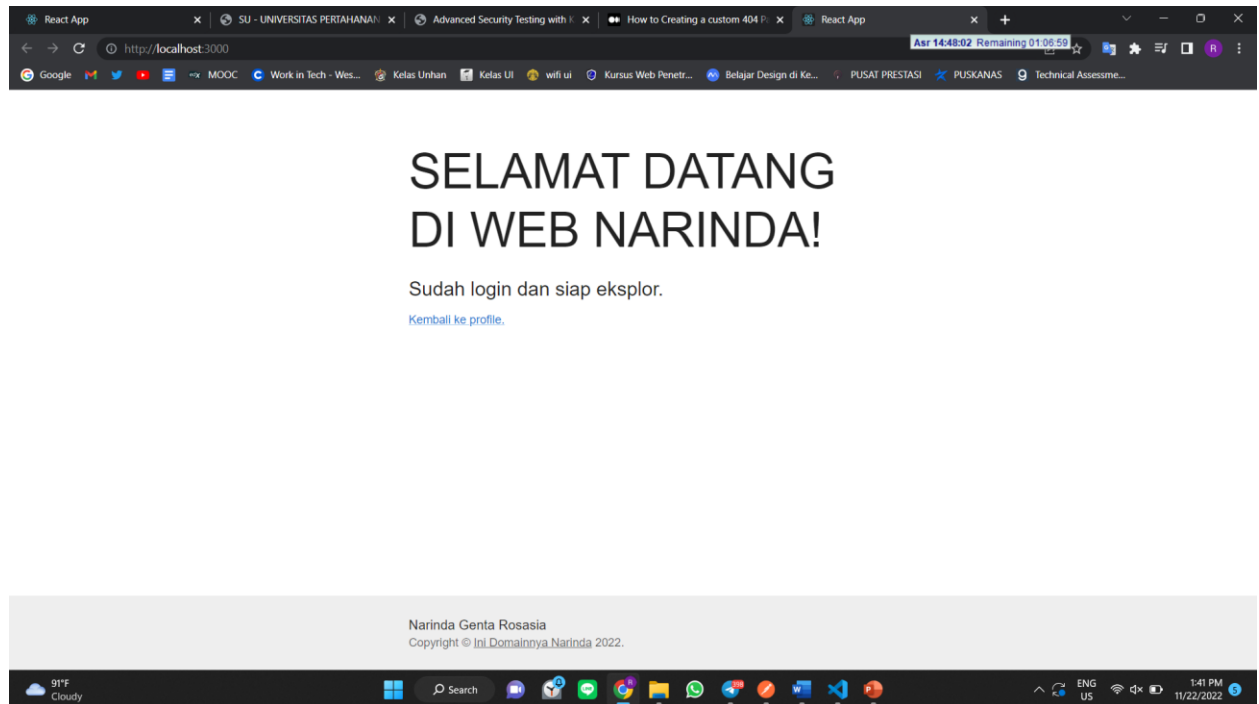 React App
SU - UNIVERSITAS PERTAHANAN
Advanced Security Testing with K
How to Creating a custom 404 P
React App
http://localhost:3000
Asr 14:48:02 Remaining 01:06:59
R
Google
MOOC
Work in Tech - Wes...
Kelas Unhan
Kelas UI
wifi ui
Kursus Web Penetr...
Belajar Design di Ke...
PUSAT PRESTASI
PUSKANAS
Technical Assessme...
SELAMAT DATANG
DI WEB NARINDA!
Sudah login dan siap eksplor.
Kembali ke profile.
Narinda Genta Rosasia
Copyright © Ini Domainnya Narinda 2022.
91°F
Cloudy
Search
ENG
US
1:41 PM
11/22/2022
5